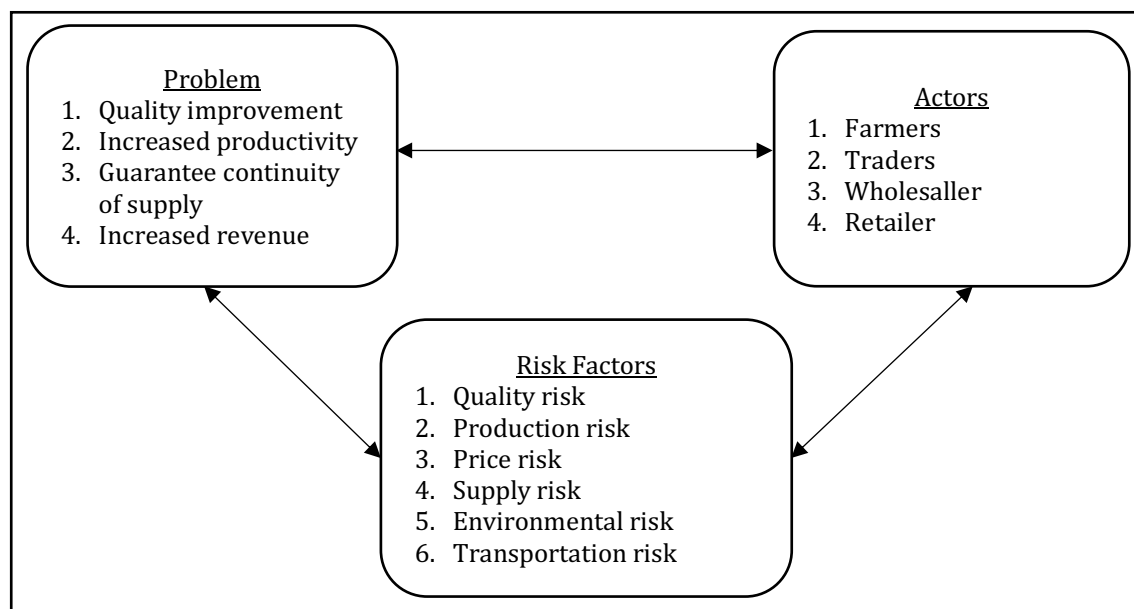 Problem
1. Quality improvement
2. Increased productivity
3. Guarantee continuity
of supply
4. Increased revenue
Actors
1. Farmers
2. Traders
3. Wholesaller
4. Retailer
Risk Factors
1. Quality risk
2. Production risk
3. Price risk
4. Supply risk
5. Environmental risk
6. Transportation risk